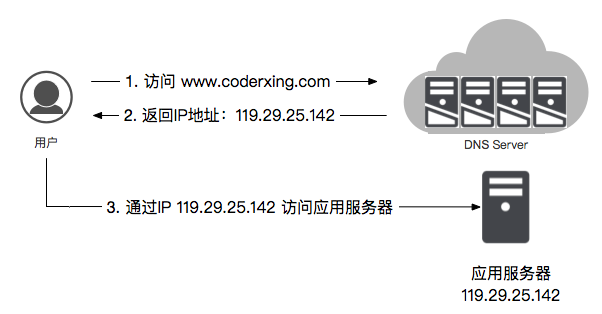 1. 访问 www.coderxing.com
2. 返回IP地址：119.29.25.142
用户
DNS Server
3. 通过IP 119.29.25.142 访问应用服务器
应用服务器
119.29.25.142